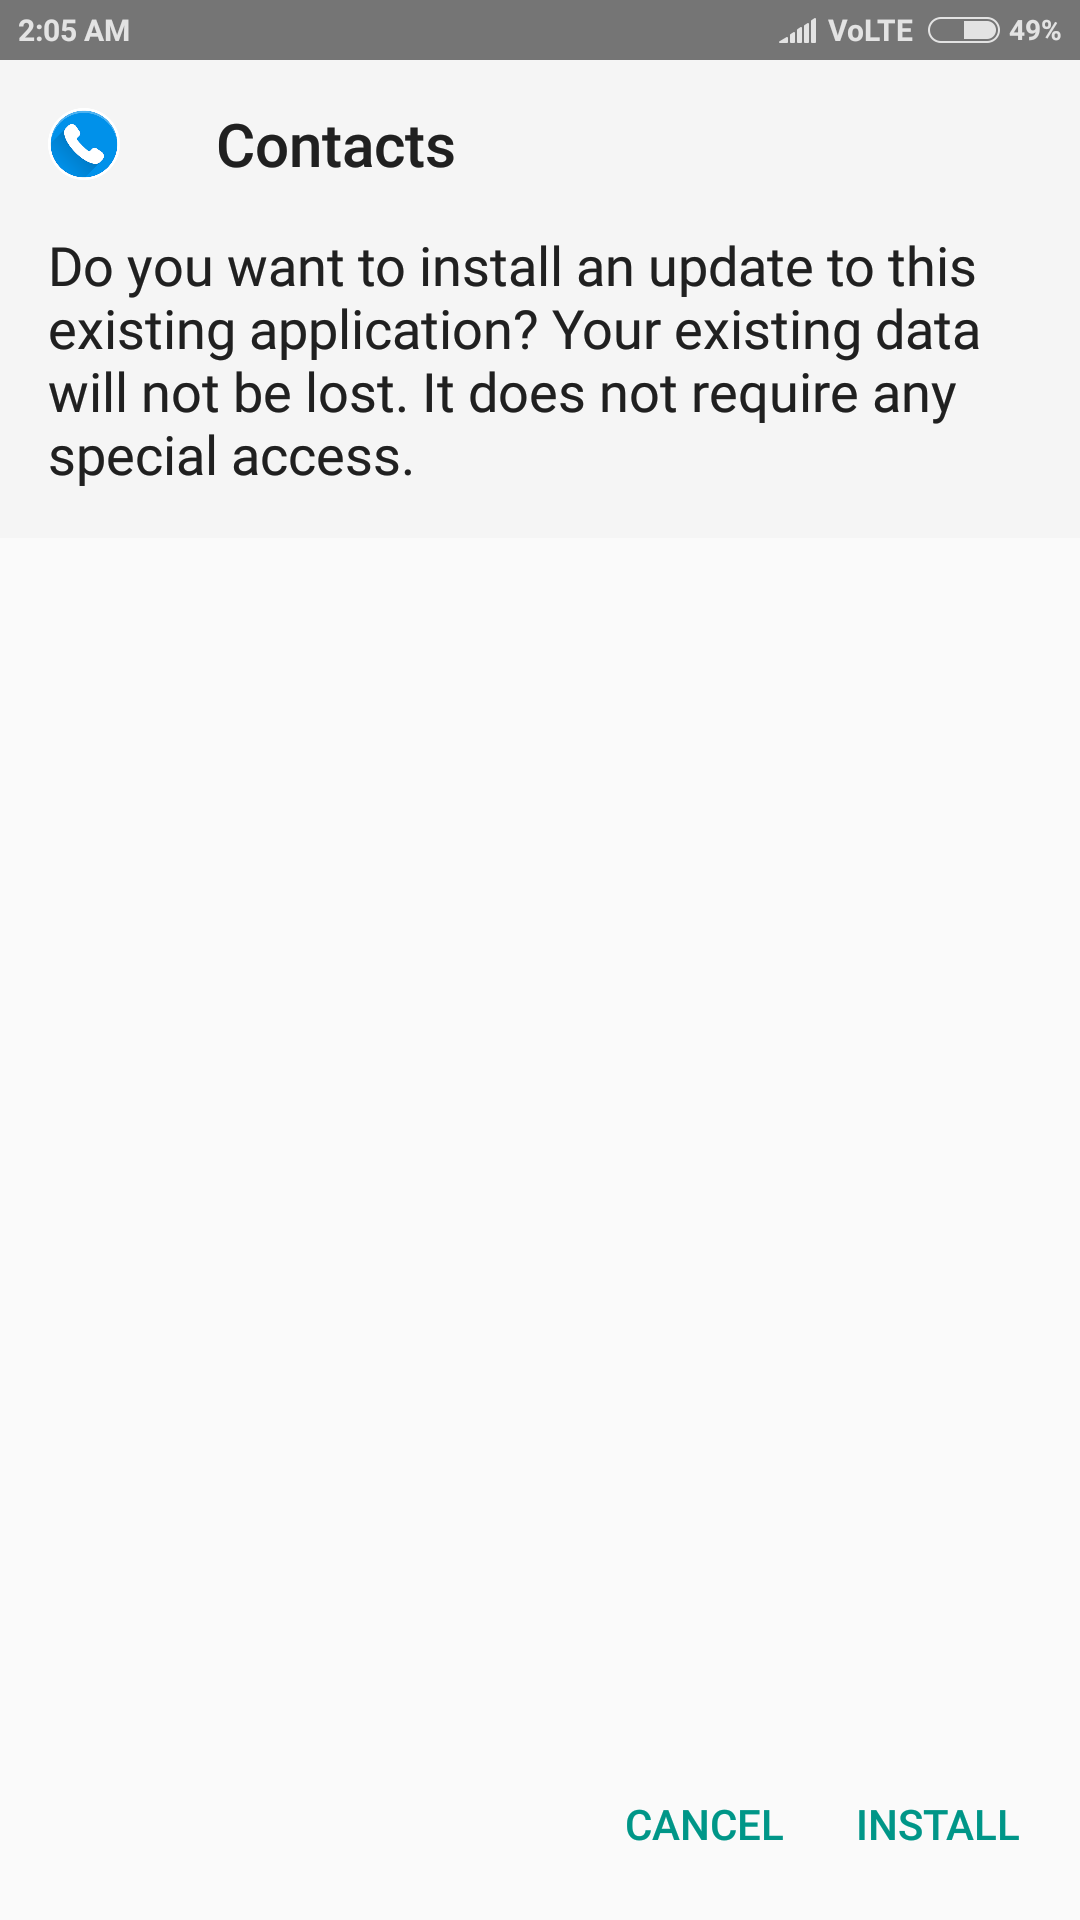 2:05 AM VoLTE 49%
Contacts
Do you want to install an update to this
existing application? Your existing data
will not be lost. It does not require any
special access.
CANCEL INSTALL